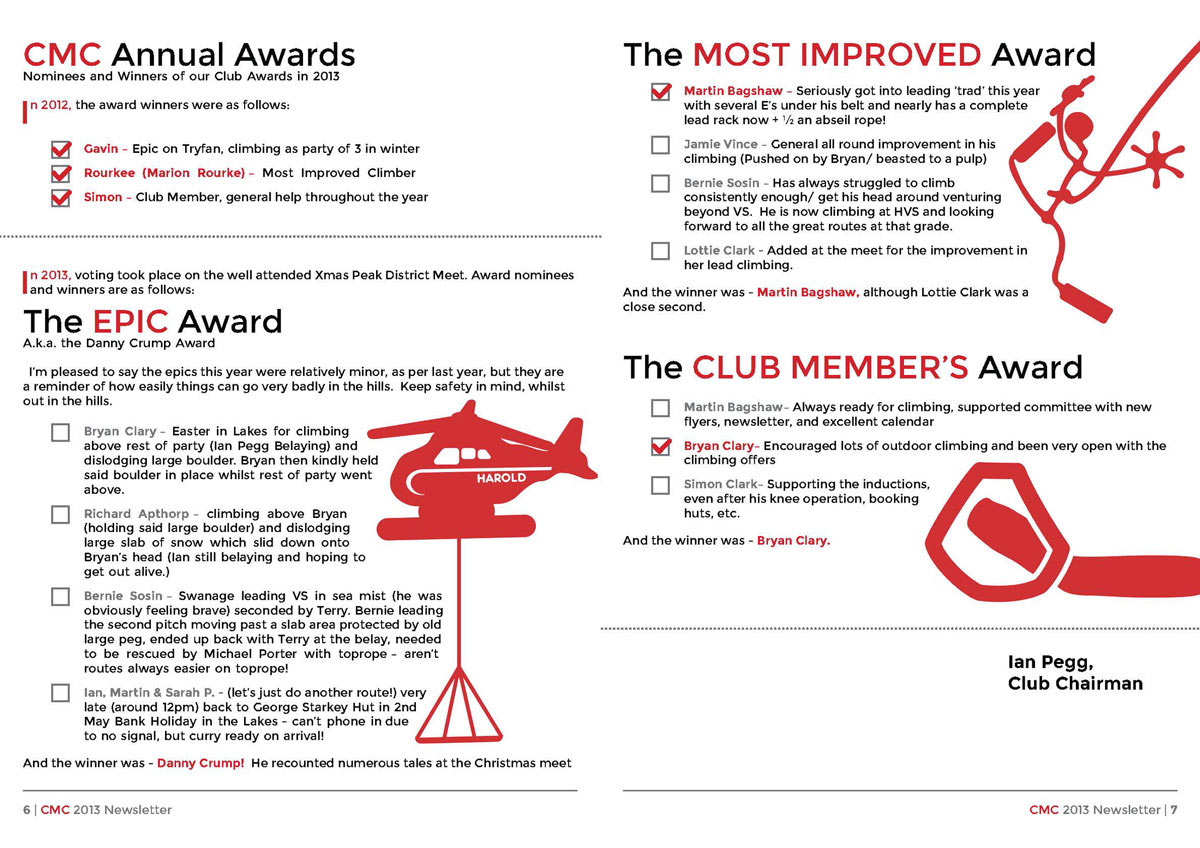 CMC Annual Awards
Nominees and Winners of our Club Awards in 2013
In 2012, the award winners were as follows:
Gavin – Epic on Tryfan, climbing as party of 3 in winter
Rourkee (Marion Rourke) – Most Improved Climber
Simon – Club Member, general help throughout the year
In 2013, voting took place on the well attended Xmas Peak District Meet. Award nominees
and winners are as follows:
The EPIC Award
A.k.a. the Danny Crump Award
I'm pleased to say the epics this year were relatively minor, as per last year, but they are
a reminder of how easily things can go very badly in the hills. Keep safety in mind, whilst
out in the hills.
Bryan Clary – Easter in Lakes for climbing
above rest of party (Ian Pegg Belaying) and
dislodging large boulder. Bryan then kindly held
said boulder in place whilst rest of party went
above.
Richard Apthorp – climbing above Bryan
(holding said large boulder) and dislodging
large slab of snow which slid down onto
Bryan's head (Ian still belaying and hoping to
get out alive.)
Bernie Sosin – Swanage leading VS in sea mist (he was
obviously feeling brave) seconded by Terry. Bernie leading
the second pitch moving past a slab area protected by old
large peg, ended up back with Terry at the belay, needed
to be rescued by Michael Porter with toprope – aren't
routes always easier on toprope!
Ian, Martin & Sarah P. - (let's just do another route!) very
late (around 12pm) back to George Starkey Hut in 2nd
May Bank Holiday in the Lakes - can't phone in due
to no signal, but curry ready on arrival!
HAROLD
And the winner was - Danny Crump! He recounted numerous tales at the Christmas meet
6 | CMC 2013 Newsletter
The MOST IMPROVED Award
Martin Bagshaw – Seriously got into leading 'trad' this year
with several E's under his belt and nearly has a complete
lead rack now + ½ an abseil rope!
Jamie Vince – General all round improvement in his
climbing (Pushed on by Bryan/ beasted to a pulp)
Bernie Sosin – Has always struggled to climb
consistently enough/ get his head around venturing
beyond VS. He is now climbing at HVS and looking
forward to all the great routes at that grade.
Lottie Clark - Added at the meet for the improvement in
her lead climbing.
And the winner was - Martin Bagshaw, although Lottie Clark was a
close second.
The CLUB MEMBER'S Award
Martin Bagshaw– Always ready for climbing, supported committee with new
flyers, newsletter, and excellent calendar
Bryan Clary– Encouraged lots of outdoor climbing and been very open with the
climbing offers
Simon Clark– Supporting the inductions,
even after his knee operation, booking
huts, etc.
And the winner was - Bryan Clary.
Ian Pegg,
Club Chairman
CMC 2013 Newsletter | 7